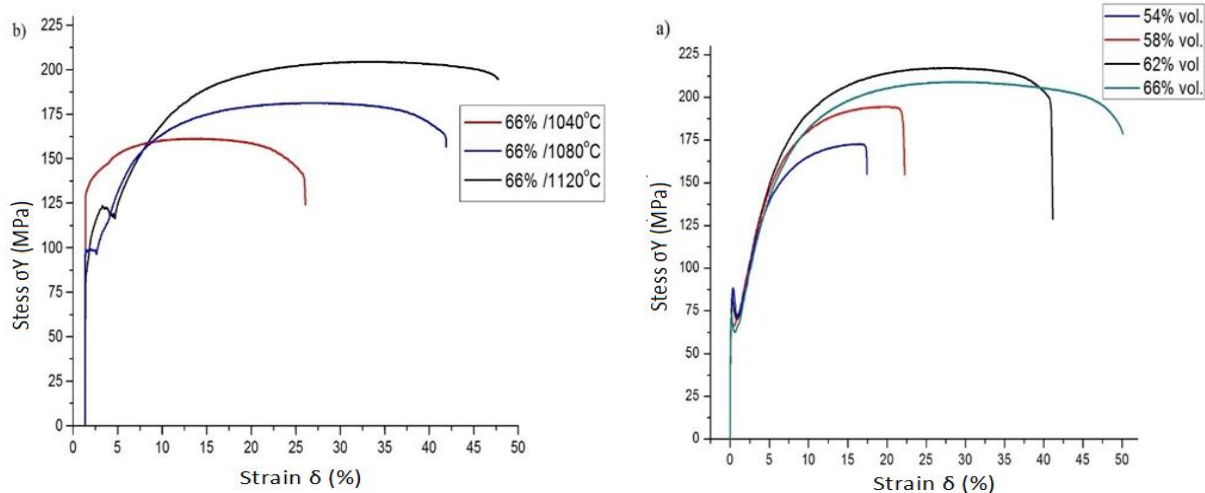 b)
225
200
175
150
125
100
75
50
25
0
Stess σY (MPa)
0 5 10 15 20 25 30 35 40 45 50
Strain δ (%)
66% /1040°C
66% /1080°C
66% /1120°C
a)
225
200
175
150
125
100
75
50
25
0
Stess σY (MPa)
0 5 10 15 20 25 30 35 40 45 50
Strain δ (%)
54% vol.
58% vol.
62% vol
66% vol.